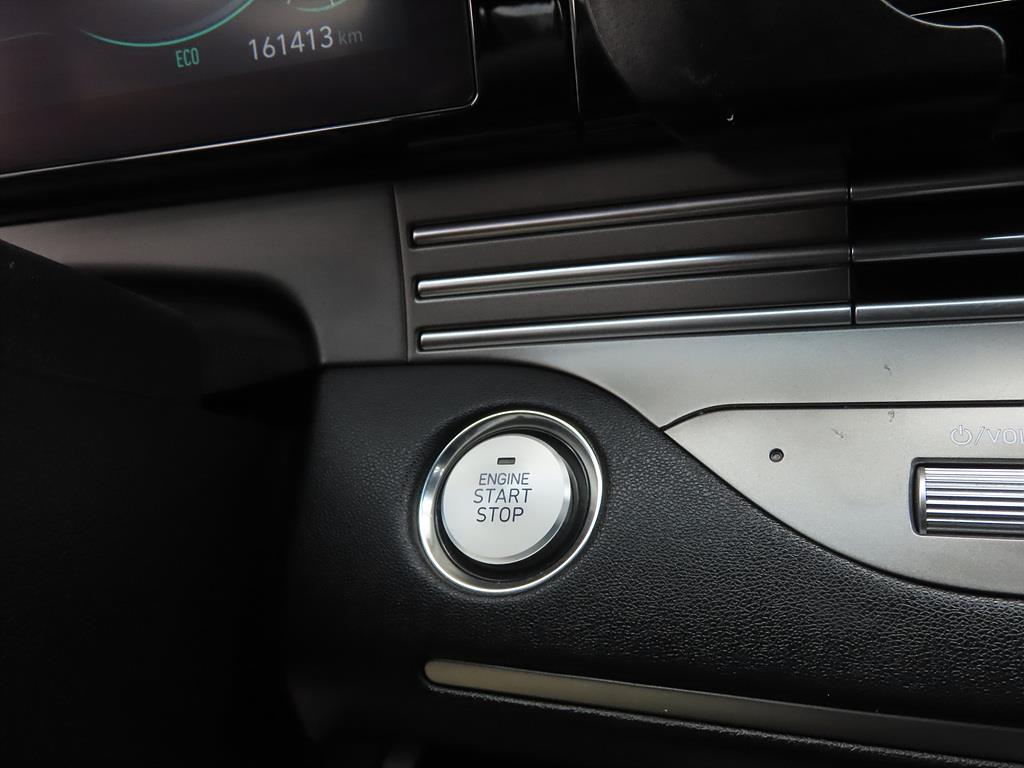 ECO
161413 km
ENGINE
START
STOP